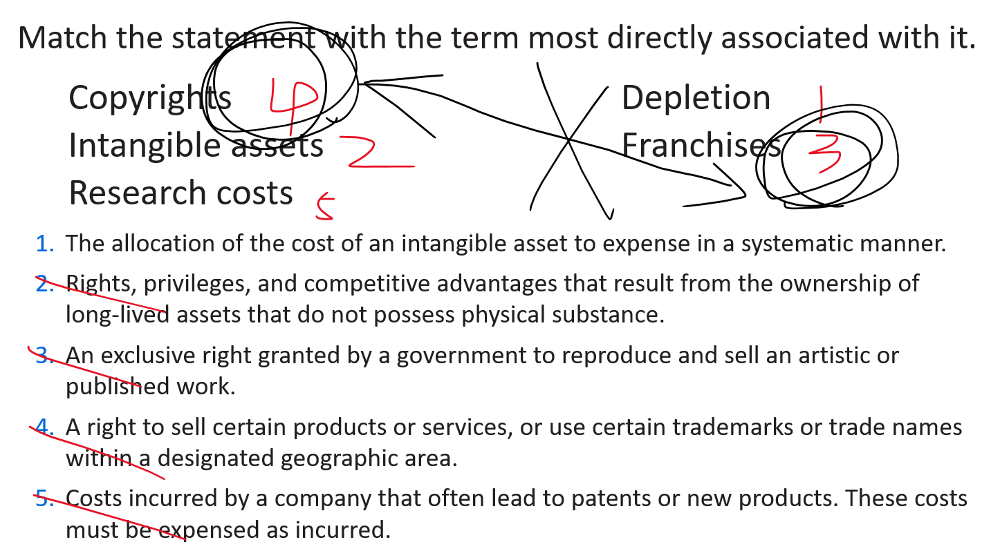 Match the statement with the term most directly associated with it.
Copyrights 4 Depletion 1
Intangible assets 2 Franchises 3
Research costs 5
1. The allocation of the cost of an intangible asset to expense in a systematic manner.
2. Rights, privileges, and competitive advantages that result from the ownership of
long-lived assets that do not possess physical substance.
3. An exclusive right granted by a government to reproduce and sell an artistic or
published work.
4. A right to sell certain products or services, or use certain trademarks or trade names
within a designated geographic area.
5. Costs incurred by a company that often lead to patents or new products. These costs
must be expensed as incurred.